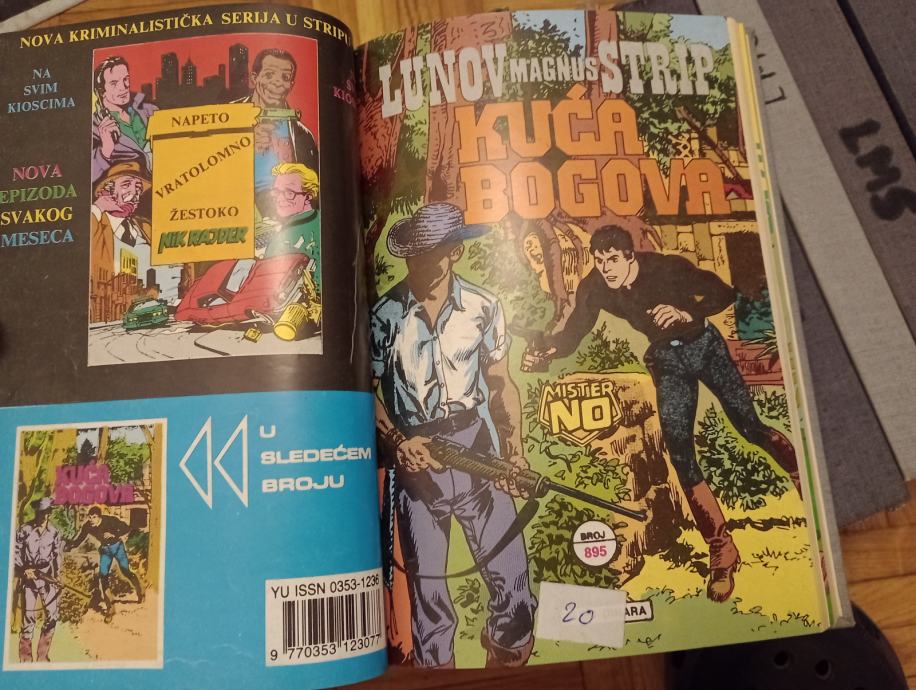 NOVA KRIMINALISTIČKA SERIJA U STRIPU
NA
SVIM
KIOSCIMA
NOVA
EPIZODA
SVAKOG
MESECA
NAPETO
VRATOLOMNO
ŽESTOKO
NIK RAJDER
KUĆA
BOGOVA
U
SLEDEĆEM
BROJU
YU ISSN 0353-1236
9 770353 123077
LUNOV MAGNUS STRIP
KUĆA
BOGOVA
MISTER
NO
BROJ
895
20
LMS